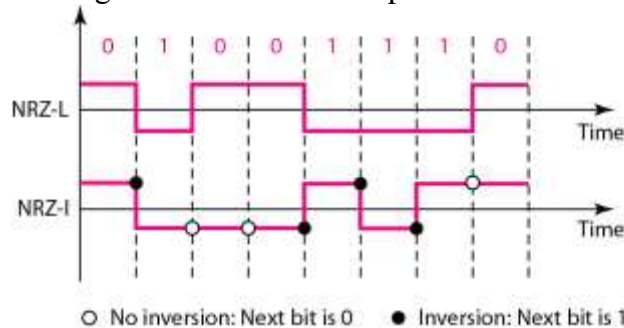 0 1 0 0 1 1 1 0
NRZ-L
Time
NRZ-I
Time
No inversion: Next bit is 0
Inversion: Next bit is 1